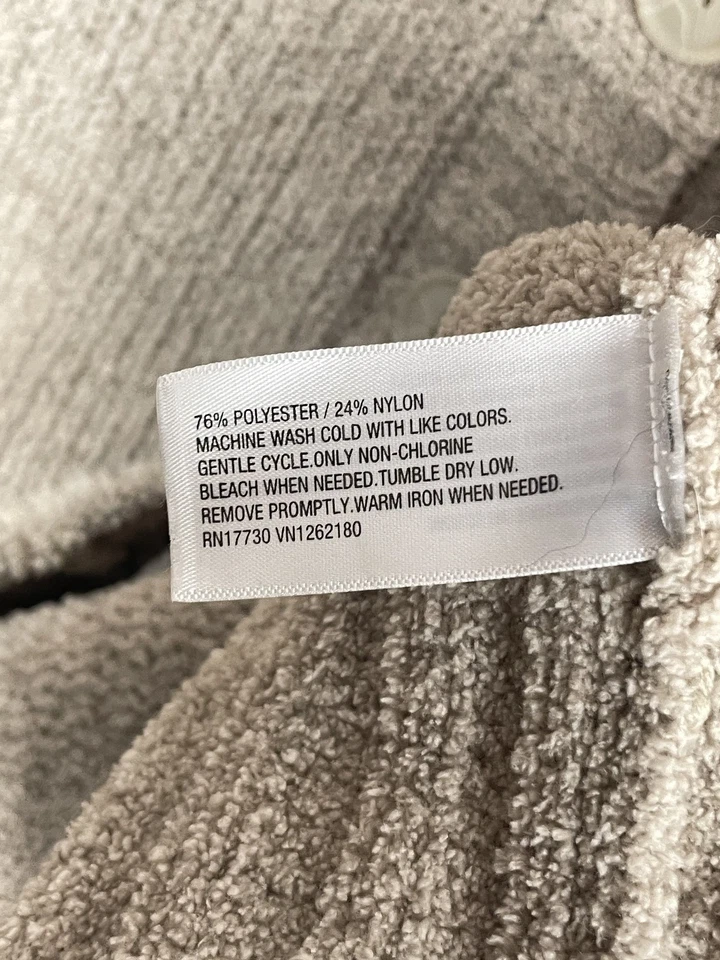 76% POLYESTER / 24% NYLON
MACHINE WASH COLD WITH LIKE COLORS.
GENTLE CYCLE.ONLY NON-CHLORINE
BLEACH WHEN NEEDED.TUMBLE DRY LOW.
REMOVE PROMPTLY.WARM IRON WHEN NEEDED.
RN17730 VN1262180